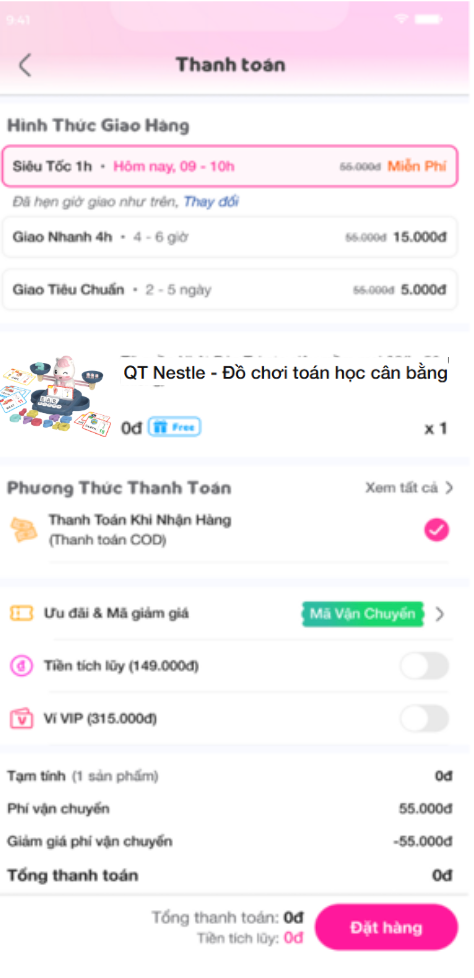 9:41
Thanh toán
Hình Thức Giao Hàng
Siêu Tốc 1h • Hôm nay, 09 - 10h 55.000đ Miễn Phí
Đã hẹn giờ giao như trên, Thay đổi
Giao Nhanh 4h • 4 - 6 giờ 55.000đ 15.000đ
Giao Tiêu Chuẩn • 2 - 5 ngày 55.000đ 5.000đ
QT Nestle - Đồ chơi toán học cân bằng
0đ Free x 1
Phương Thức Thanh Toán Xem tất cả
Thanh Toán Khi Nhận Hàng
(Thanh toán COD)
Ưu đãi & Mã giảm giá Mã Vận Chuyển
Tiền tích lũy (149.000đ)
Ví VIP (315.000đ)
Tạm tính (1 sản phẩm) 0đ
Phí vận chuyển 55.000đ
Giảm giá phí vận chuyển -55.000đ
Tổng thanh toán 0đ
Tổng thanh toán: 0đ
Tiền tích lũy: 0đ
Đặt hàng